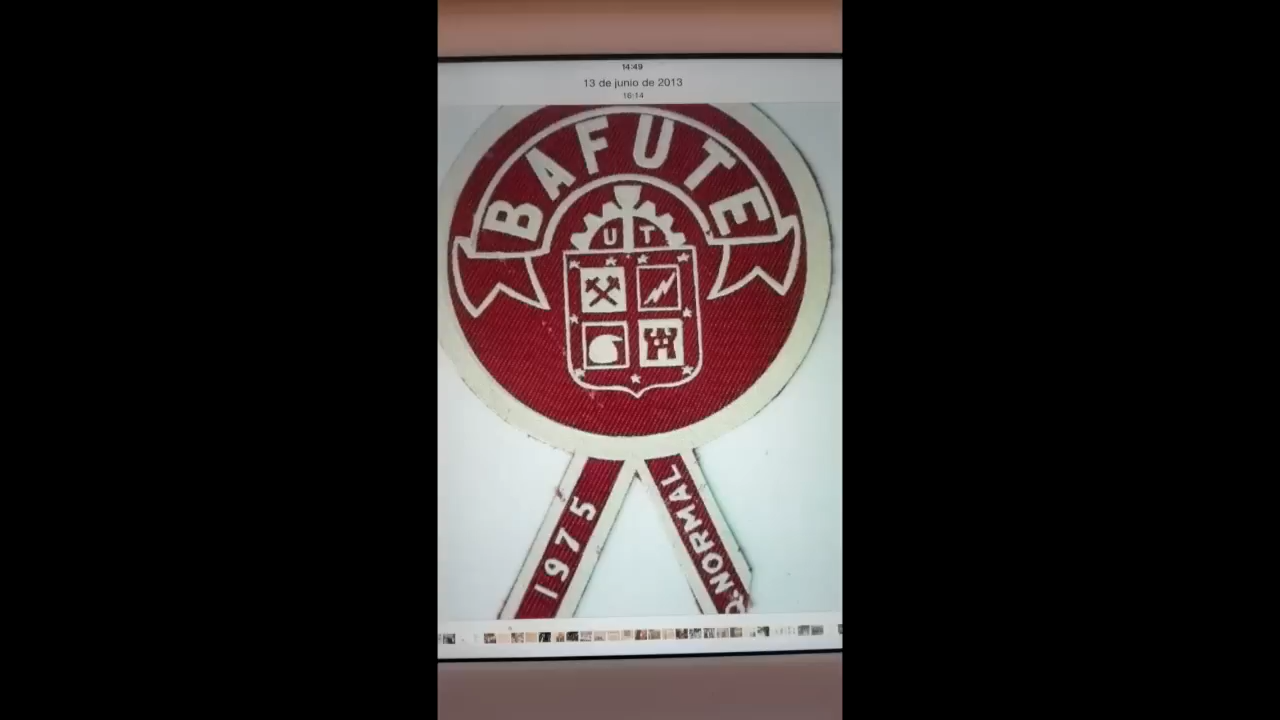 14:49
13 de junio de 2013
16:14
BAFUTE
U T
1975
Q. NORMAL